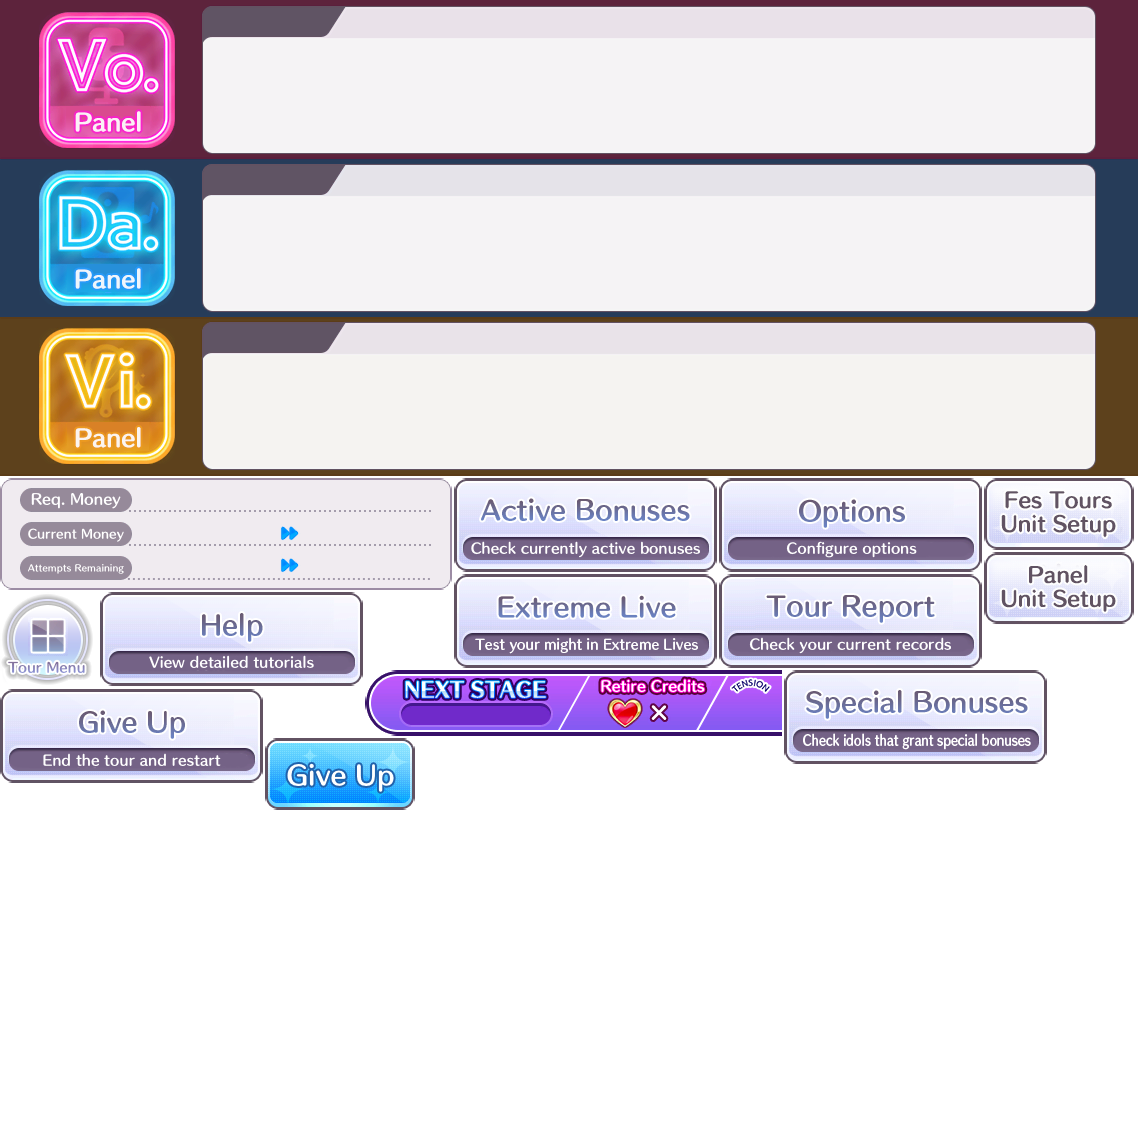 Vo.
Panel
Da.
Panel
Vi.
Panel
Req. Money
Current Money
Attempts Remaining
Active Bonuses
Check currently active bonuses
Options
Configure options
Fes Tours
Unit Setup
Panel
Unit Setup
Extreme Live
Test your might in Extreme Lives
Tour Report
Check your current records
Tour Menu
Help
View detailed tutorials
NEXT STAGE
Retire Credits
×
TENSION
Special Bonuses
Check idols that grant special bonuses
Give Up
End the tour and restart
Give Up